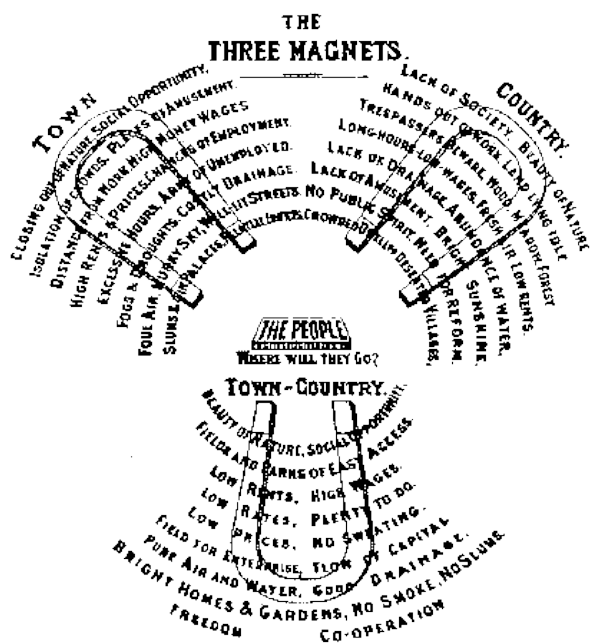 THE
THREE MAGNETS.
TOWN
CLOSING OUT OF NATURE. SOCIAL OPPORTUNITY.
ISOLATION OF CROWDS. PLACES OF AMUSEMENT.
DISTANCE FROM WORK. HIGH MONEY WAGES
HIGH RENTS & PRICES. CHANCES OF EMPLOYMENT.
EXCESSIVE HOURS. ARMY OF UNEMPLOYED.
FOGS & DROUGHTS. COSTLY DRAINAGE.
FOUL AIR. MURKY SKY. WELL-LIT STREETS.
SLUMS & GIN PALACES.
COUNTRY.
LACK OF SOCIETY. BEAUTY OF NATURE
HANDS OUT OF WORK. LAND LYING IDLE
TRESPASSERS BEWARE. WOOD, MEADOW, FOREST
LONG HOURS LOW WAGES. FRESH AIR LOW RENTS.
LACK OF DRAINAGE. ABUNDANCE OF WATER.
LACK OF AMUSEMENT. BRIGHT SUNSHINE.
NO PUBLIC SPIRIT. NEED FOR REFORM.
CROWDED DESERTED VILLAGES,
THE PEOPLE
WHERE WILL THEY GO?
TOWN-COUNTRY.
BEAUTY OF NATURE, SOCIAL OPPORTUNITY.
FIELDS AND PARKS OF EASY ACCESS.
LOW RENTS, HIGH WAGES.
LOW RATES, PLENTY TO DO.
LOW PRICES, NO SWEATING.
FIELD FOR ENTERPRISE, FLOW OF CAPITAL
PURE AIR AND WATER, GOOD DRAINAGE.
BRIGHT HOMES & GARDENS, NO SMOKE, NO SLUMS.
FREEDOM CO-OPERATION